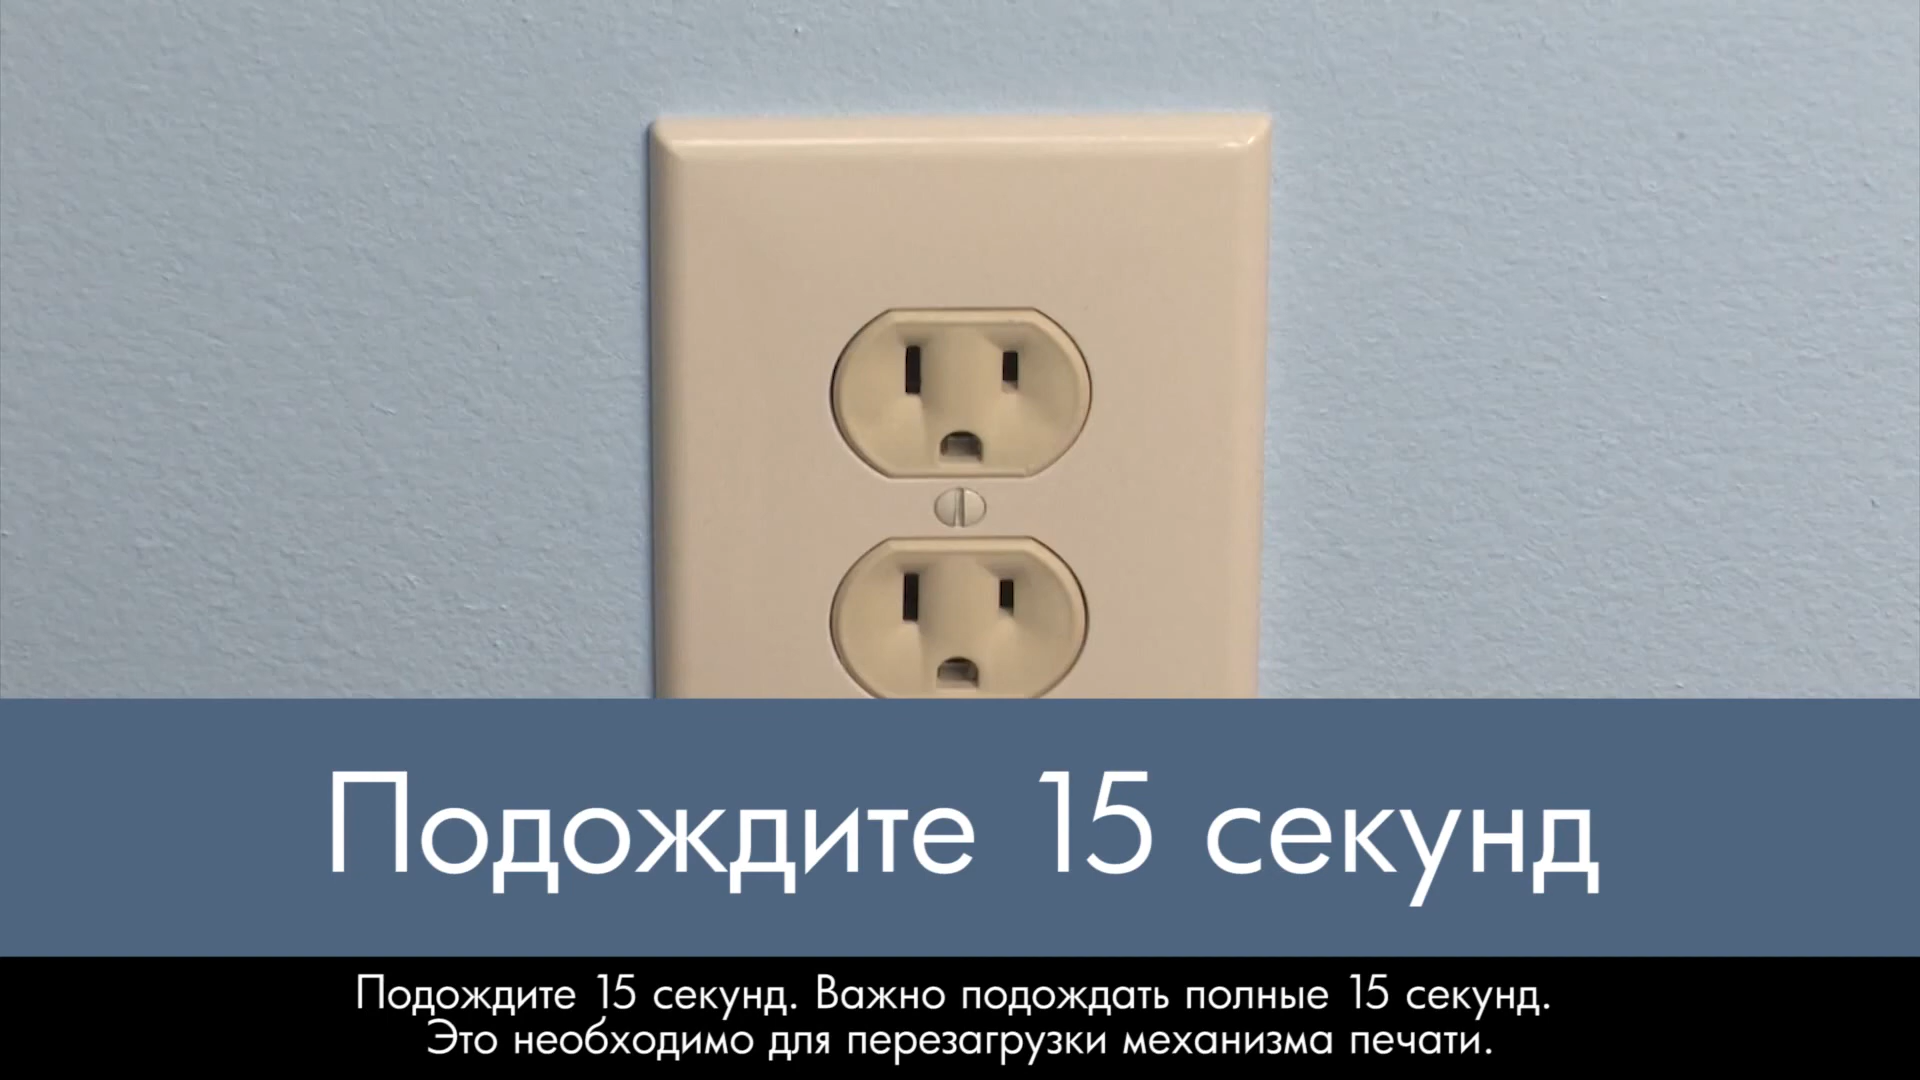 Подождите 15 секунд
Подождите 15 секунд. Важно подождать полные 15 секунд.
Это необходимо для перезагрузки механизма печати.